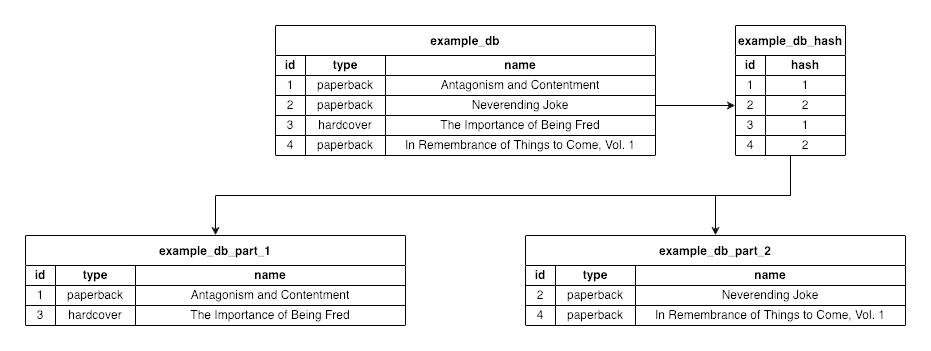 example_db
id type name
1 paperback Antagonism and Contentment
2 paperback Neverending Joke
3 hardcover The Importance of Being Fred
4 paperback In Remembrance of Things to Come, Vol. 1
example_db_hash
id hash
1 1
2 2
3 1
4 2
example_db_part_1
id type name
1 paperback Antagonism and Contentment
3 hardcover The Importance of Being Fred
example_db_part_2
id type name
2 paperback Neverending Joke
4 paperback In Remembrance of Things to Come, Vol. 1